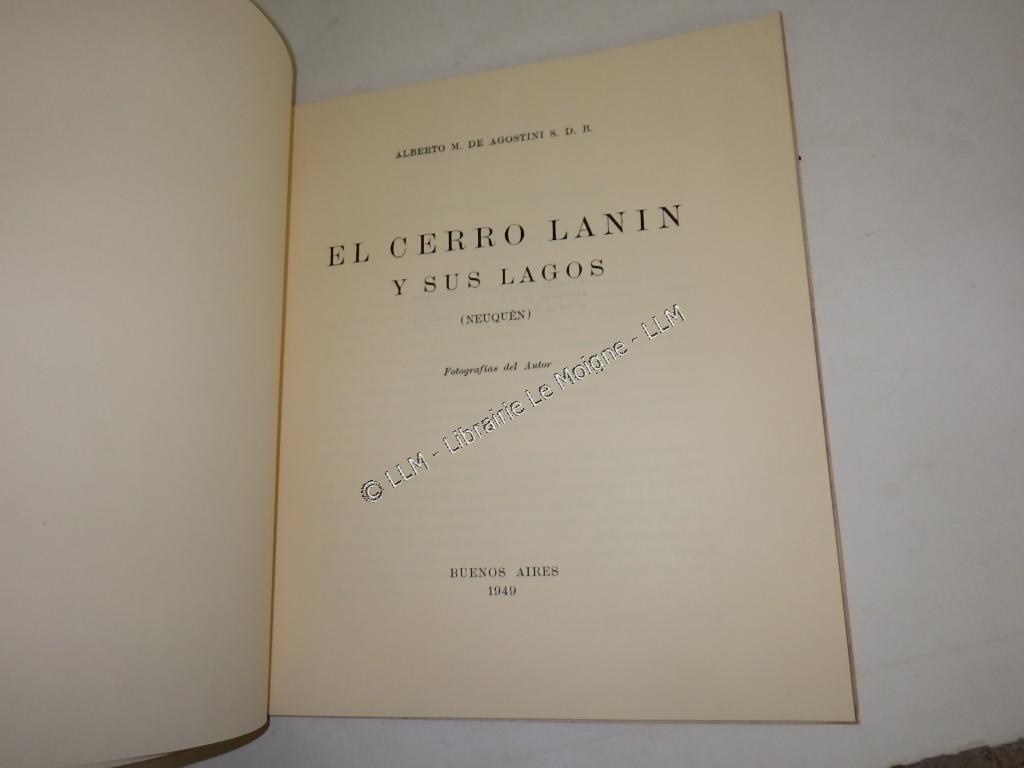 ALBERTO M. DE AGOSTINI S. D. B.
EL CERRO LANIN
Y SUS LAGOS
(NEUQUÉN)
Fotografías del Autor
© LLM - Librairie Le Moigne - LLM
BUENOS AIRES
1949